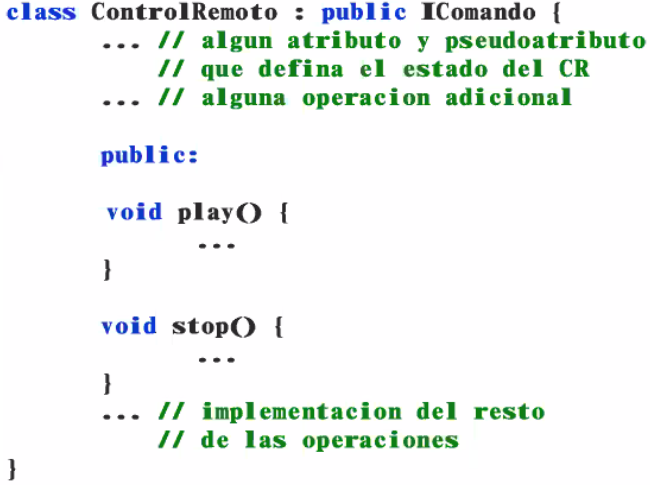 class ControlRemoto : public IComando {
... // algun atributo y pseudoatributo
// que defina el estado del CR
... // alguna operacion adicional
public:
void play() {
...
}
void stop() {
...
}
... // implementacion del resto
// de las operaciones
}